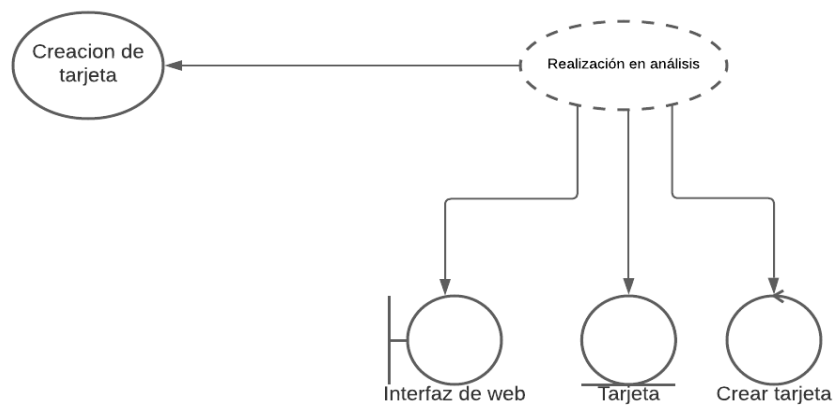 Creacion de
tarjeta
Realización en análisis
Interfaz de web
Tarjeta
Crear tarjeta